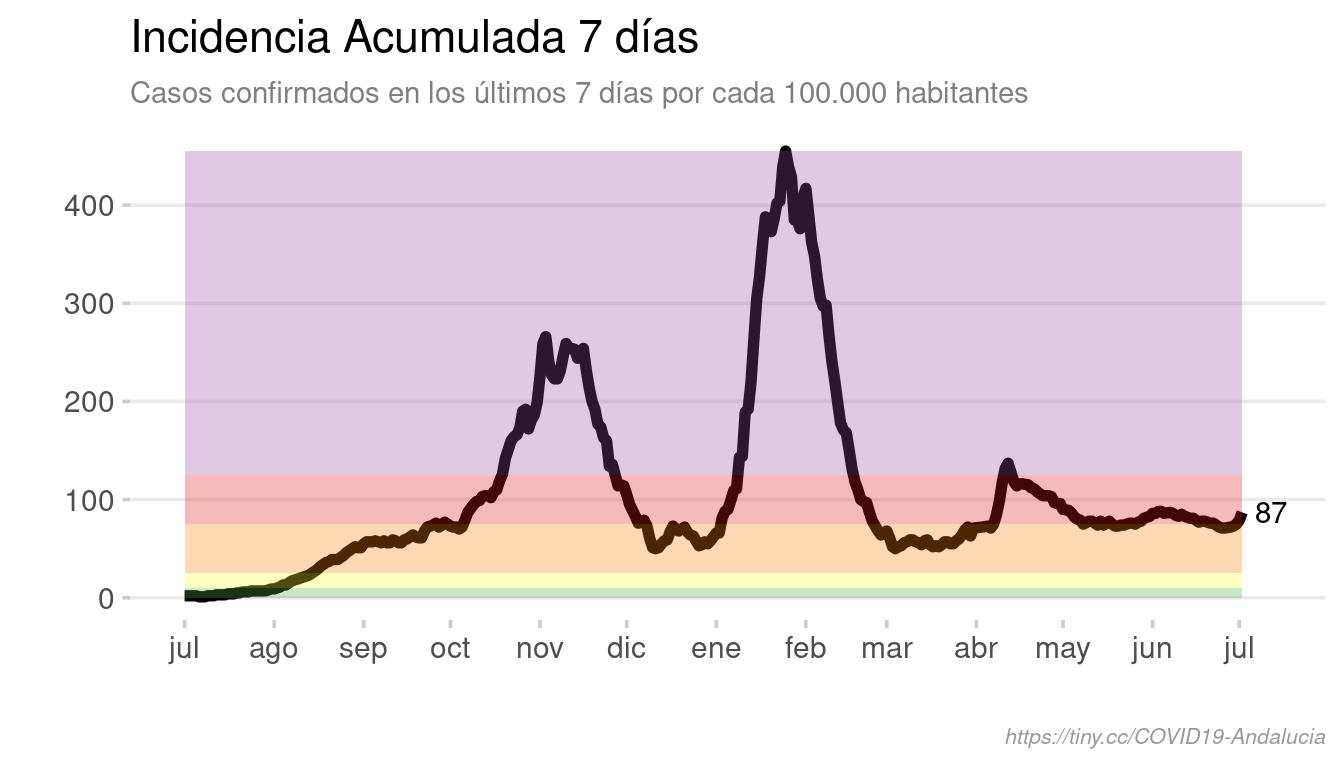 Incidencia Acumulada 7 días
Casos confirmados en los últimos 7 días por cada 100.000 habitantes
400
300
200
100
0
87
jul ago sep oct nov dic ene feb mar abr may jun jul
https://tiny.cc/COVID19-Andalucia